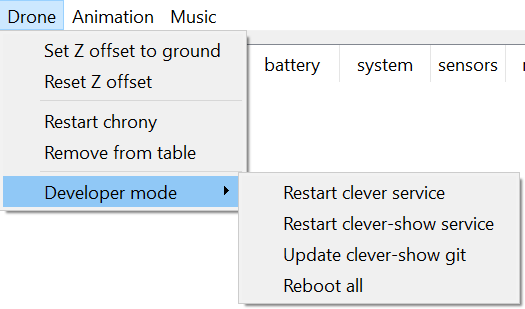 Drone Animation Music
Set Z offset to ground
Reset Z offset
battery system sensors
Restart chrony
Remove from table
Developer mode
Restart clever service
Restart clever-show service
Update clever-show git
Reboot all